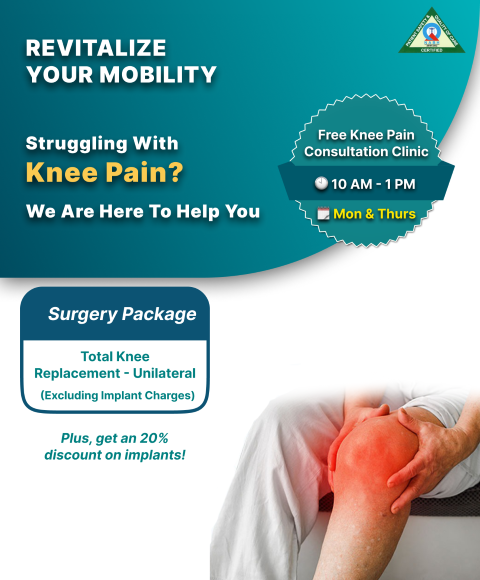 REVITALIZE
YOUR MOBILITY
Struggling With
Knee Pain?
We Are Here To Help You
Free Knee Pain
Consultation Clinic
10 AM - 1 PM
Mon & Thurs
Surgery Package
Total Knee
Replacement - Unilateral
(Excluding Implant Charges)
Plus, get an 20%
discount on implants!
CERTIFIED